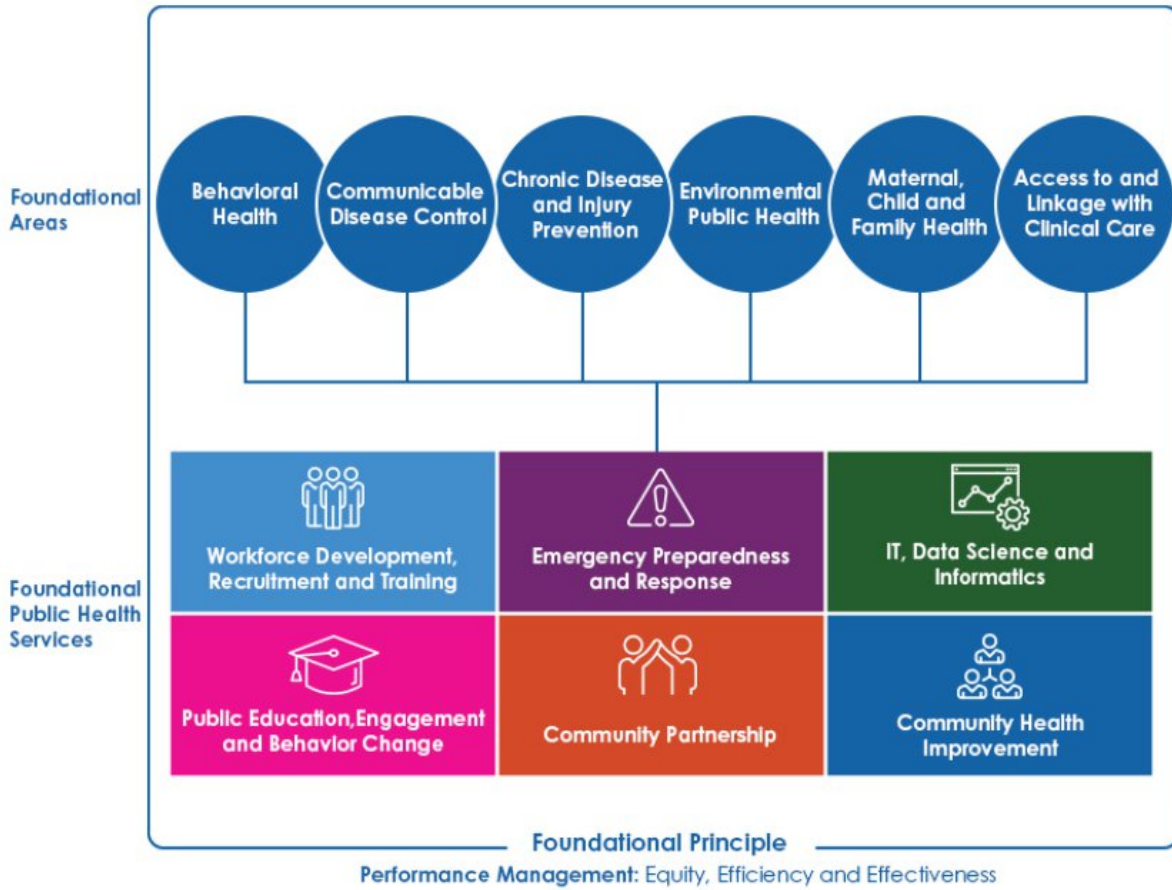 Foundational
Areas
Behavioral
Health
Communicable
Disease Control
Chronic Disease
and Injury
Prevention
Environmental
Public Health
Maternal,
Child and
Family Health
Access to and
Linkage with
Clinical Care
Foundational
Public Health
Services
Workforce Development,
Recruitment and Training
Emergency Preparedness
and Response
IT, Data Science and
Informatics
Public Education,Engagement
and Behavior Change
Community Partnership
Community Health
Improvement
Foundational Principle
Performance Management: Equity, Efficiency and Effectiveness